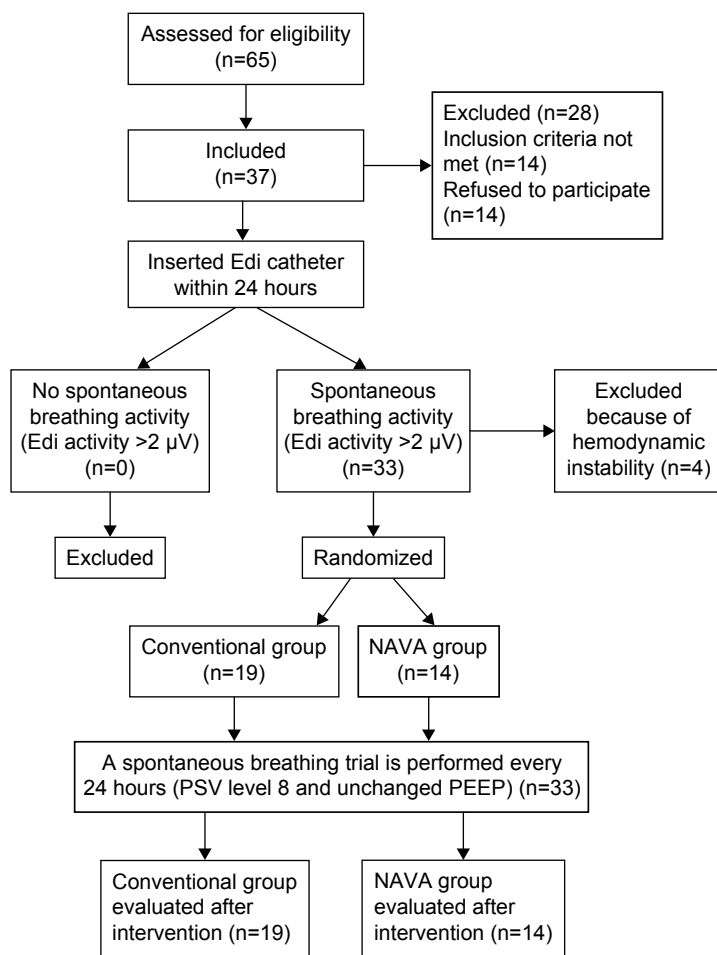 Assessed for eligibility
(n=65)
Excluded (n=28)
Inclusion criteria not
met (n=14)
Refused to participate
(n=14)
Included
(n=37)
Inserted Edi catheter
within 24 hours
No spontaneous
breathing activity
(Edi activity >2 μV)
(n=0)
Spontaneous
breathing activity
(Edi activity >2 μV)
(n=33)
Excluded
because of
hemodynamic
instability (n=4)
Excluded
Randomized
Conventional group
(n=19)
NAVA group
(n=14)
A spontaneous breathing trial is performed every
24 hours (PSV level 8 and unchanged PEEP) (n=33)
Conventional group
evaluated after
intervention (n=19)
NAVA group
evaluated after
intervention (n=14)